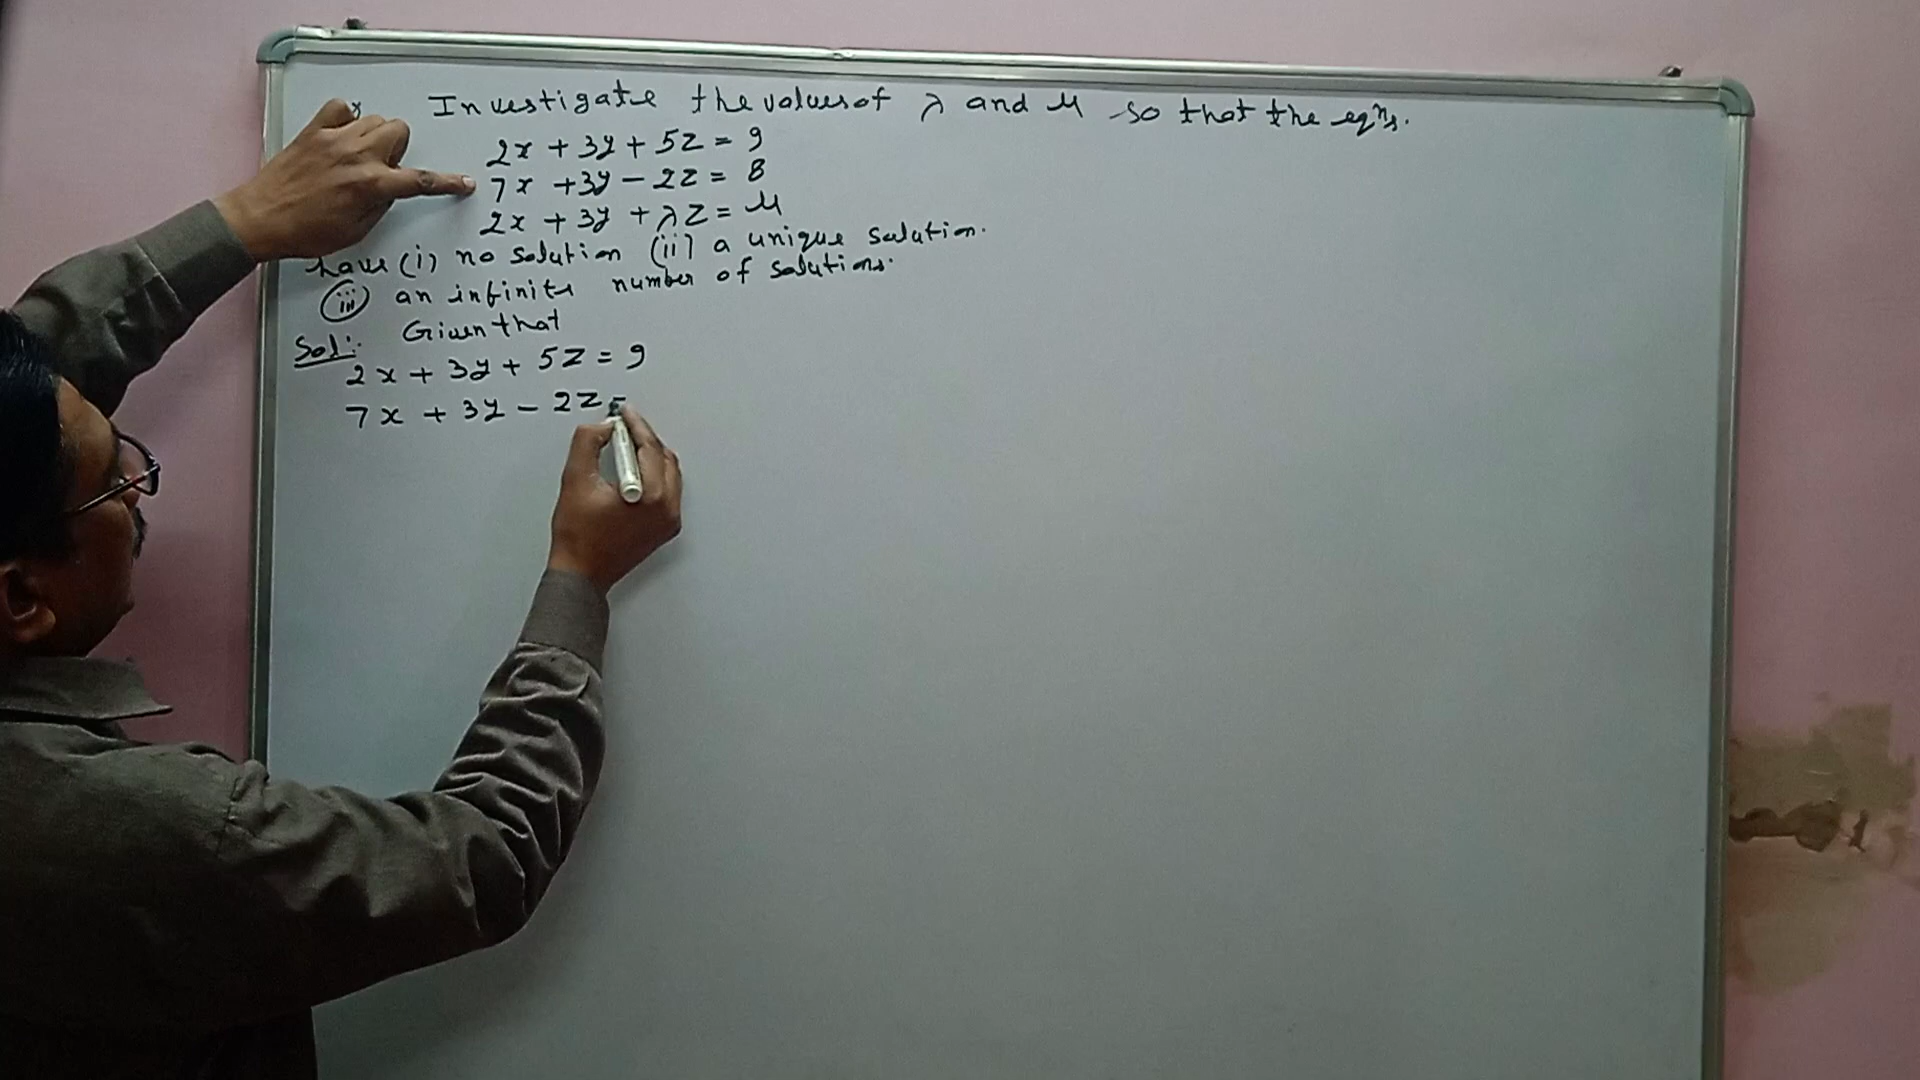 Investigate the values of λ and μ so that the eqns.
2x + 3y + 5z = 9
7x + 3y - 2z = 8
2x + 3y + λz = μ
have (i) no solution (ii) a unique solution.
(iii) an infinite number of solutions.
Sol:. Given that
2x + 3y + 5z = 9
7x + 3y - 2z =